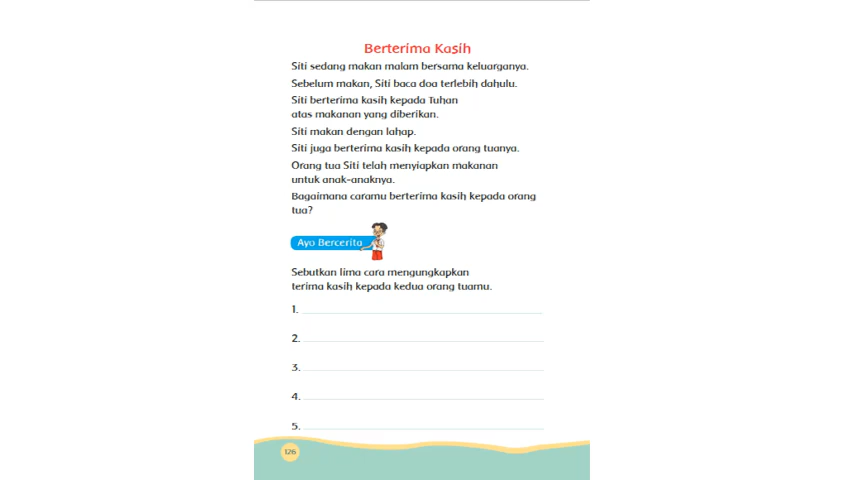 Berterima Kasih
Siti sedang makan malam bersama keluarganya.
Sebelum makan, Siti baca doa terlebih dahulu.
Siti berterima kasih kepada Tuhan
atas makanan yang diberikan.
Siti makan dengan lahap.
Siti juga berterima kasih kepada orang tuanya.
Orang tua Siti telah menyiapkan makanan
untuk anak-anaknya.
Bagaimana caramu berterima kasih kepada orang
tua?
Ayo Bercerita
Sebutkan lima cara mengungkapkan
terima kasih kepada kedua orang tuamu.
1.
2.
3.
4.
5.
126